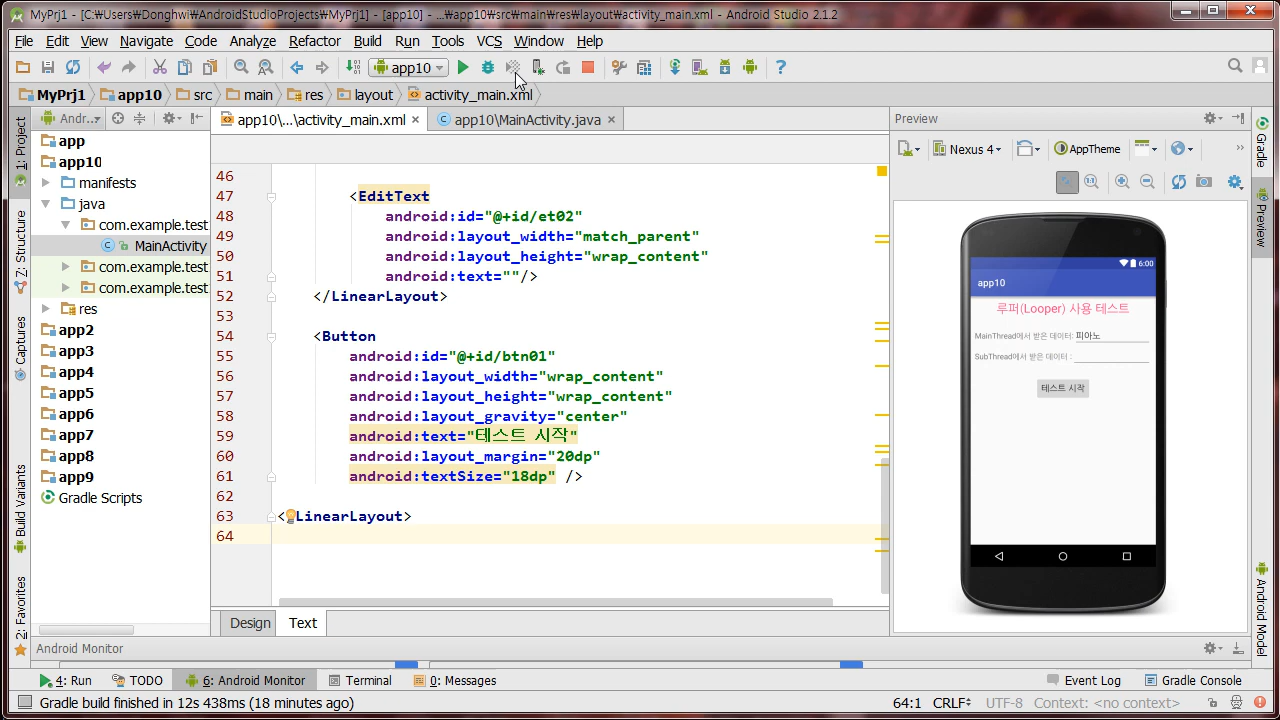 MyPrj1 - [C:₩Users₩Donghwi₩AndroidStudioProjects₩MyPrj1] - [app10] - ...₩app10₩src₩main₩res₩layout₩activity_main.xml - Android Studio 2.1.2
File Edit View Navigate Code Analyze Refactor Build Run Tools VCS Window Help
app10
MyPrj1 app10 src main res layout activity_main.xml
1: Project
Z: Structure
Captures
Build Variants
2: Favorites
Andr...
app
app10
manifests
java
com.example.test
MainActivity
com.example.test
com.example.test
res
app2
app3
app4
app5
app6
app7
app8
app9
Gradle Scripts
app10\...\activity_main.xml
app10\MainActivity.java
46
47 <EditText
48 android:id="@+id/et02"
49 android:layout_width="match_parent"
50 android:layout_height="wrap_content"
51 android:text=""/>
52 </LinearLayout>
53
54 <Button
55 android:id="@+id/btn01"
56 android:layout_width="wrap_content"
57 android:layout_height="wrap_content"
58 android:layout_gravity="center"
59 android:text="테스트 시작"
60 android:layout_margin="20dp"
61 android:textSize="18dp" />
62
63 </LinearLayout>
64
Design Text
Preview
Nexus 4 AppTheme
1:1
6:00
app10
루퍼(Looper) 사용 테스트
MainThread에서 받은 데이터: 피아노
SubThread에서 받은 데이터 :
테스트 시작
Gradle
Preview
Android Model
Android Monitor
4: Run TODO 6: Android Monitor Terminal 0: Messages Event Log Gradle Console
Gradle build finished in 12s 438ms (18 minutes ago) 64:1 CRLF UTF-8 Context: <no context>